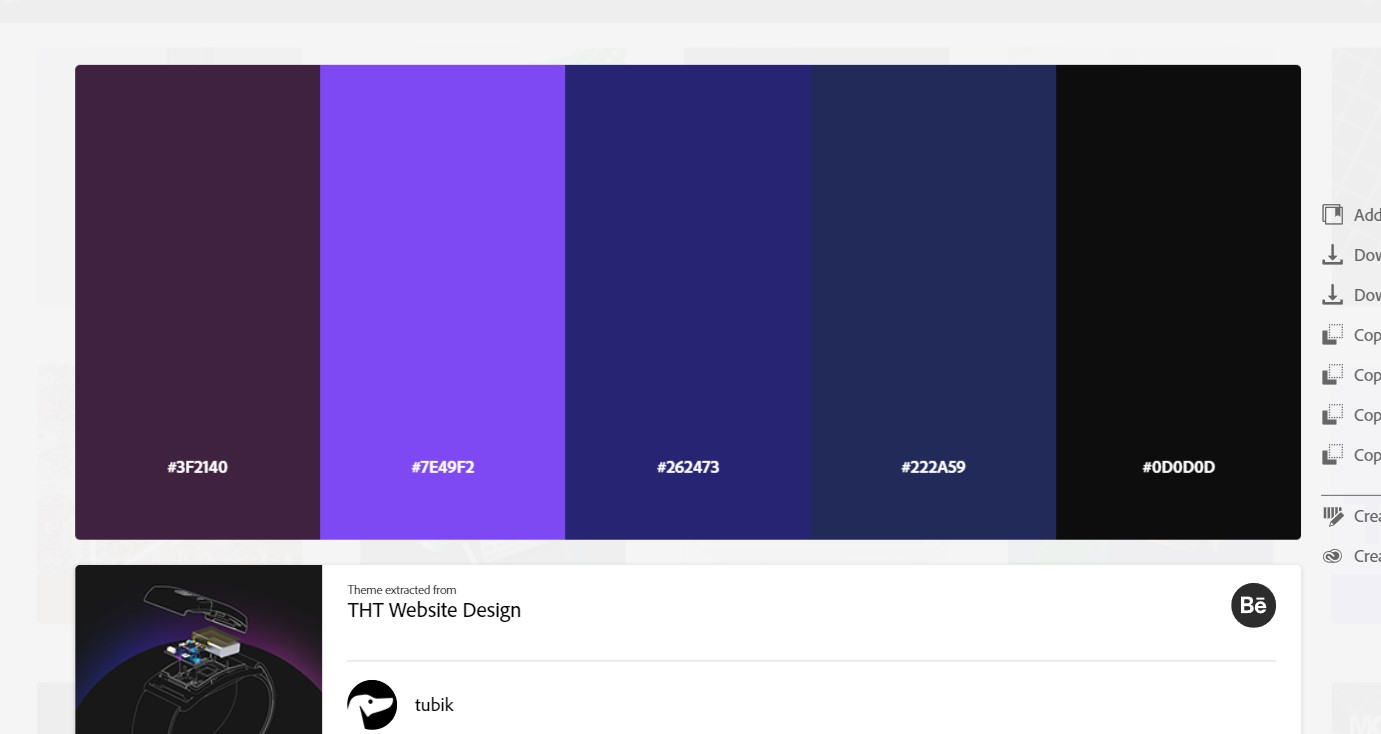 #3F2140
#7E49F2
#262473
#222A59
#0D0D0D
Add
Dow
Dow
Cop
Cop
Cop
Cop
Crea
Crea
Theme extracted from
THT Website Design
Bē
tubik